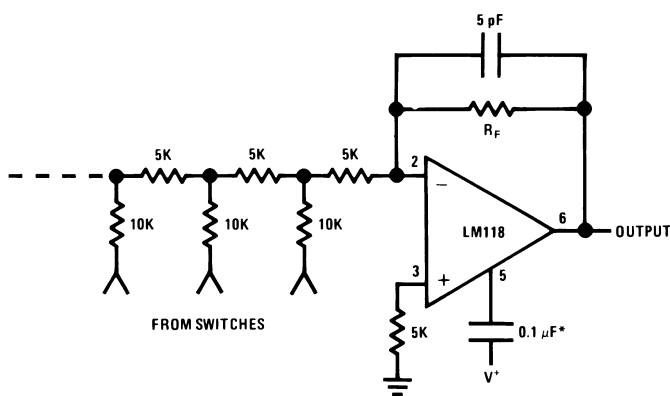 5 pF
R_F
5K
5K
5K
2
10K
10K
10K
LM118
6
OUTPUT
3
5
FROM SWITCHES
5K
0.1 μF*
V⁺
−
+